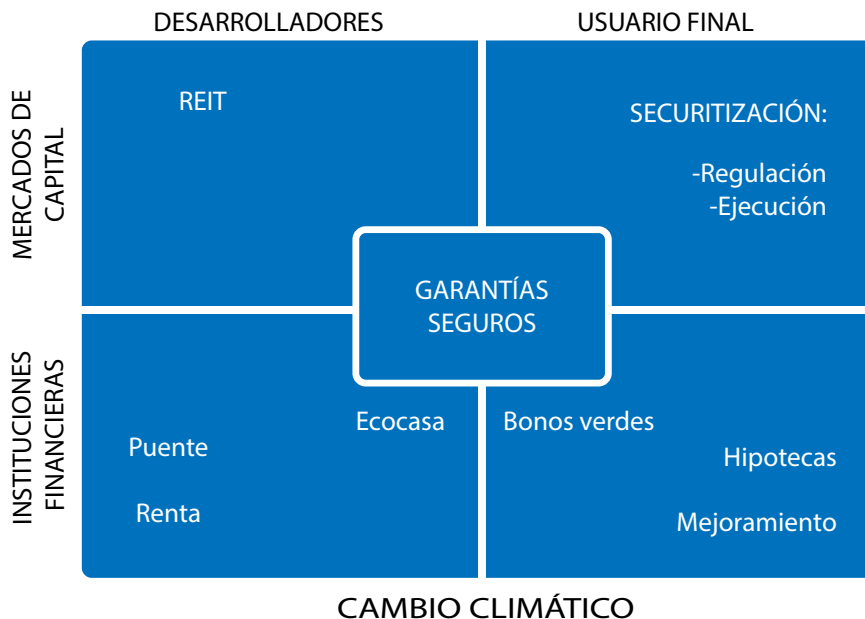 DESARROLLADORES
USUARIO FINAL
MERCADOS DE
CAPITAL
REIT
SECURITIZACIÓN:
-Regulación
-Ejecución
GARANTÍAS
SEGUROS
INSTITUCIONES
FINANCIERAS
Ecocasa
Bonos verdes
Puente
Hipotecas
Renta
Mejoramiento
CAMBIO CLIMÁTICO